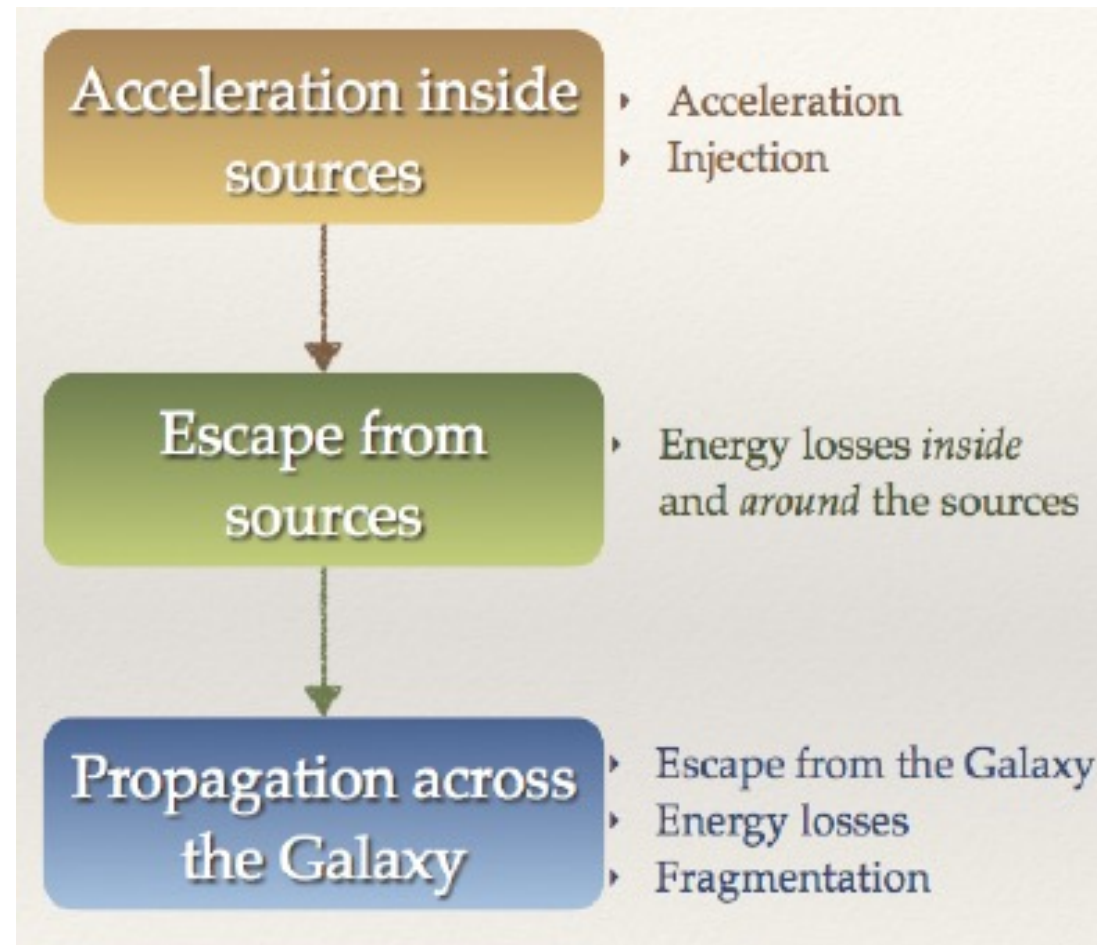 Acceleration inside
sources
Acceleration
Injection
Escape from
sources
Energy losses inside
and around the sources
Propagation across
the Galaxy
Escape from the Galaxy
Energy losses
Fragmentation